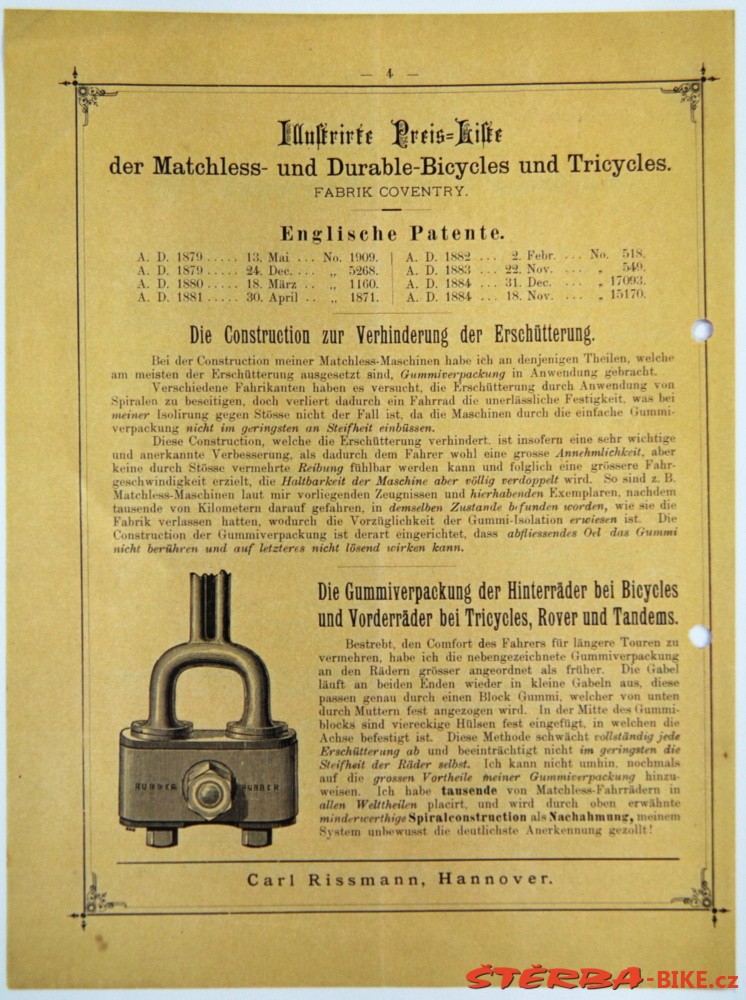 — 4 —
Illustrirte Preis-Liste
der Matchless- und Durable-Bicycles und Tricycles.
FABRIK COVENTRY.
Englische Patente.
A. D. 1879 ..... 13. Mai ... No. 1909. A. D. 1882 ... 2. Febr. ... No. 518.
A. D. 1879 ..... 24. Dec. ... „ 5268. A. D. 1883 ... 22. Nov. ... „ 549.
A. D. 1880 ..... 18. März .. „ 1160. A. D. 1884 ... 31. Dec. ... „ 17093.
A. D. 1881 ..... 30. April .. „ 1871. A. D. 1884 ... 18. Nov. ... „ 15170.
Die Construction zur Verhinderung der Erschütterung.
Bei der Construction meiner Matchless-Maschinen habe ich an denjenigen Theilen, welche
am meisten der Erschütterung ausgesetzt sind, Gummiverpackung in Anwendung gebracht.
Verschiedene Fahrikanten haben es versucht, die Erschütterung durch Anwendung von
Spiralen zu beseitigen, doch verliert dadurch ein Fahrrad die unerlässliche Festigkeit, was bei
meiner Isolirung gegen Stösse nicht der Fall ist, da die Maschinen durch die einfache Gummi-
verpackung nicht im geringsten an Steifheit einbüssen.
Diese Construction, welche die Erschütterung verhindert. ist insofern eine sehr wichtige
und anerkannte Verbesserung, als dadurch dem Fahrer wohl eine grosse Annehmlichkeit, aber
keine durch Stösse vermehrte Reibung fühlbar werden kann und folglich eine grössere Fahr-
geschwindigkeit erzielt, die Haltbarkeit der Maschine aber völlig verdoppelt wird. So sind z. B.
Matchless-Maschinen laut mir vorliegenden Zeugnissen und hierhabenden Exemplaren, nachdem
tausende von Kilometern darauf gefahren, in demselben Zustande befunden worden, wie sie die
Fabrik verlassen hatten, wodurch die Vorzüglichkeit der Gummi-Isolation erwiesen ist. Die
Construction der Gummiverpackung ist derart eingerichtet, dass abfliessendes Oel das Gummi
nicht berühren und auf letzteres nicht lösend wirken kann.
Die Gummiverpackung der Hinterräder bei Bicycles
und Vorderräder bei Tricycles, Rover und Tandems.
Bestrebt, den Comfort des Fahrers für längere Touren zu
vermehren, habe ich die nebengezeichnete Gummiverpackung
an den Rädern grösser angeordnet als früher. Die Gabel
läuft an beiden Enden wieder in kleine Gabeln aus, diese
passen genau durch einen Block Gummi, welcher von unten
durch Muttern fest angezogen wird. In der Mitte des Gummi-
blocks sind viereckige Hülsen fest eingefügt, in welchen die
Achse befestigt ist. Diese Methode schwächt vollständig jede
Erschütterung ab und beeinträchtigt nicht im geringsten die
Steifheit der Räder selbst. Ich kann nicht umhin, nochmals
auf die grossen Vortheile meiner Gummiverpackung hinzu-
weisen. Ich habe tausende von Matchless-Fahrrädern in
allen Welttheilen placirt, und wird durch oben erwähnte
minderwerthige Spiralconstruction als Nachahmung, meinem
System unbewusst die deutlichste Anerkennung gezollt!
RUBBER RUBBER
Carl Rissmann, Hannover.
ŠTĚRBA-BIKE.cz